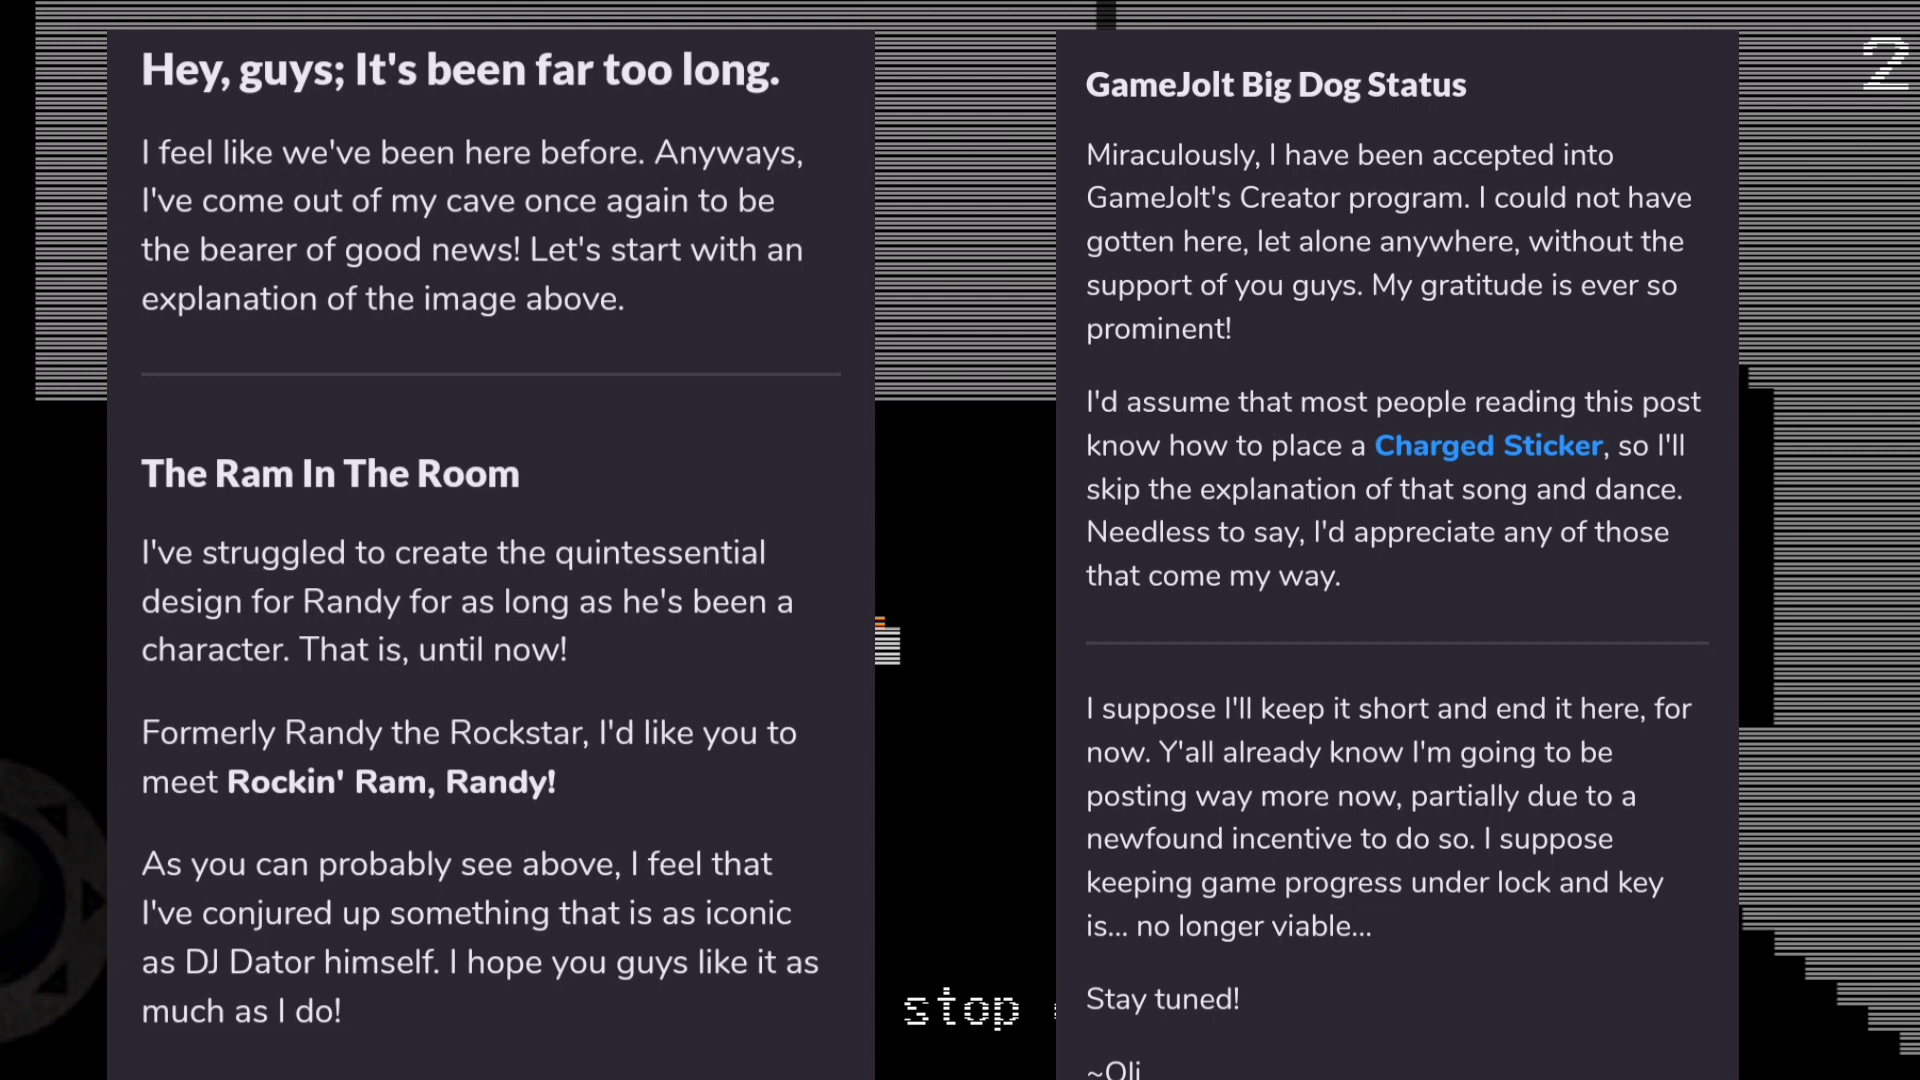 Hey, guys; It's been far too long.
I feel like we've been here before. Anyways,
I've come out of my cave once again to be
the bearer of good news! Let's start with an
explanation of the image above.
The Ram In The Room
I've struggled to create the quintessential
design for Randy for as long as he's been a
character. That is, until now!
Formerly Randy the Rockstar, I'd like you to
meet Rockin' Ram, Randy!
As you can probably see above, I feel that
I've conjured up something that is as iconic
as DJ Dator himself. I hope you guys like it as
much as I do!
stop
GameJolt Big Dog Status
Miraculously, I have been accepted into
GameJolt's Creator program. I could not have
gotten here, let alone anywhere, without the
support of you guys. My gratitude is ever so
prominent!
I'd assume that most people reading this post
know how to place a Charged Sticker, so I'll
skip the explanation of that song and dance.
Needless to say, I'd appreciate any of those
that come my way.
I suppose I'll keep it short and end it here, for
now. Y'all already know I'm going to be
posting way more now, partially due to a
newfound incentive to do so. I suppose
keeping game progress under lock and key
is... no longer viable...
Stay tuned!
~Oli
2